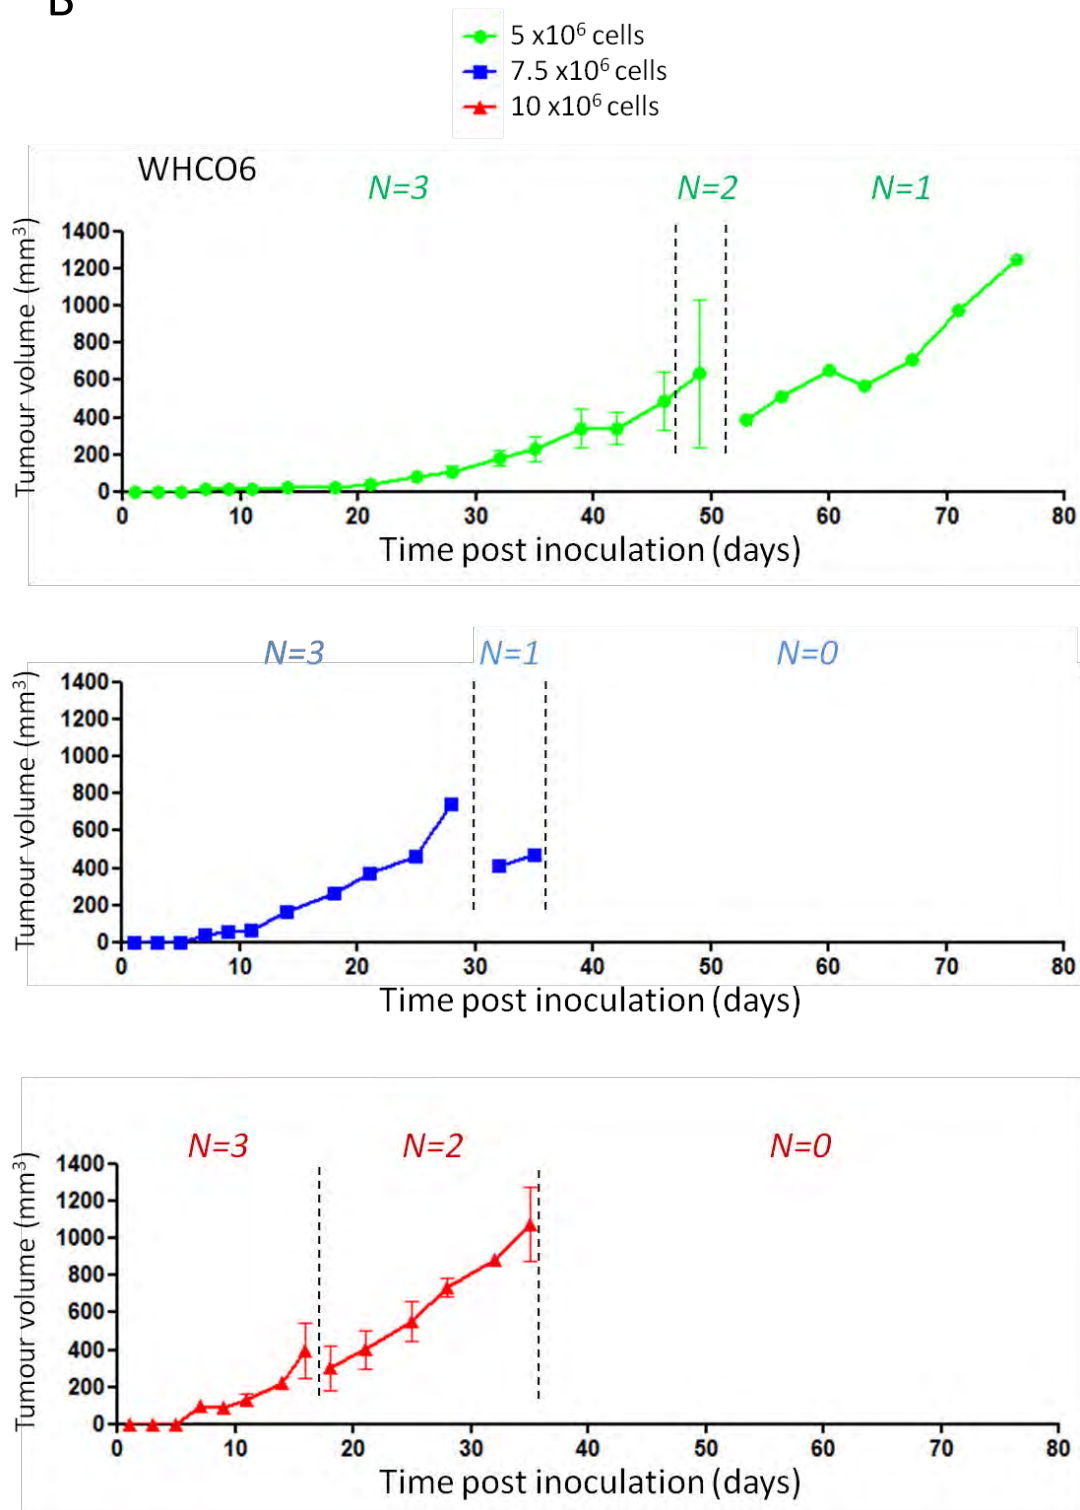 B
5 x10⁶ cells
7.5 x10⁶ cells
10 x10⁶ cells
WHCO6
N=3 N=2 N=1
Tumour volume (mm³)
1400
1200
1000
800
600
400
200
0
0 10 20 30 40 50 60 70 80
Time post inoculation (days)
N=3 N=1 N=0
Tumour volume (mm³)
1400
1200
1000
800
600
400
200
0
0 10 20 30 40 50 60 70 80
Time post inoculation (days)
N=3 N=2 N=0
Tumour volume (mm³)
1400
1200
1000
800
600
400
200
0
0 10 20 30 40 50 60 70 80
Time post inoculation (days)